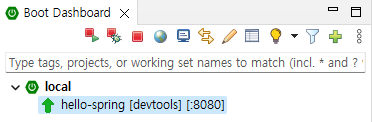 Boot Dashboard
Type tags, projects, or working set names to match (incl. * and ?
local
hello-spring [devtools] [:8080]